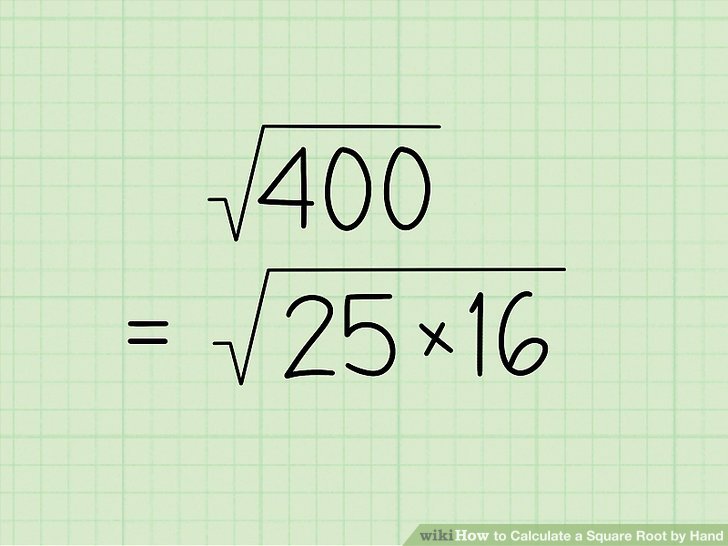 √400
= √25×16
wikiHow to Calculate a Square Root by Hand